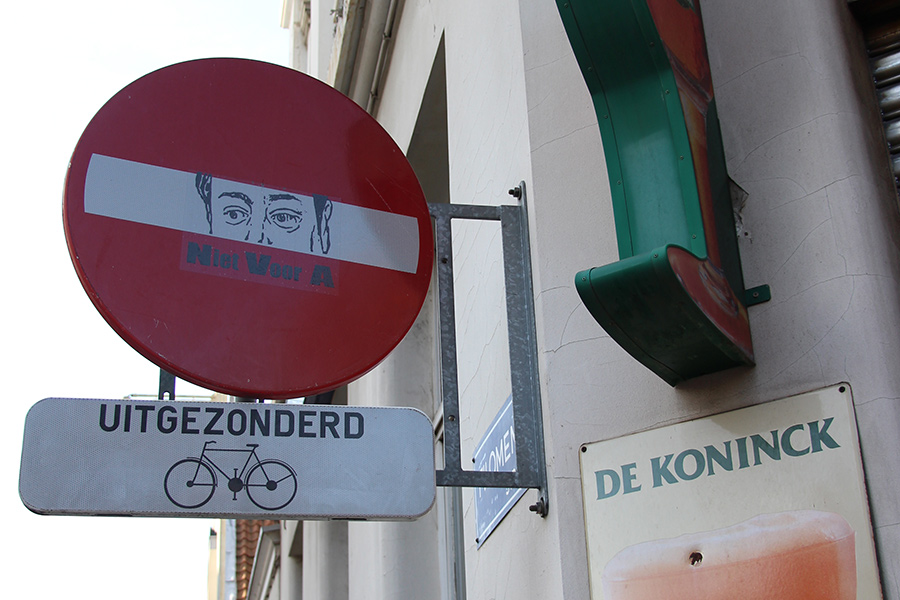 Niet Voor A
UITGEZONDERD
DE KONINCK